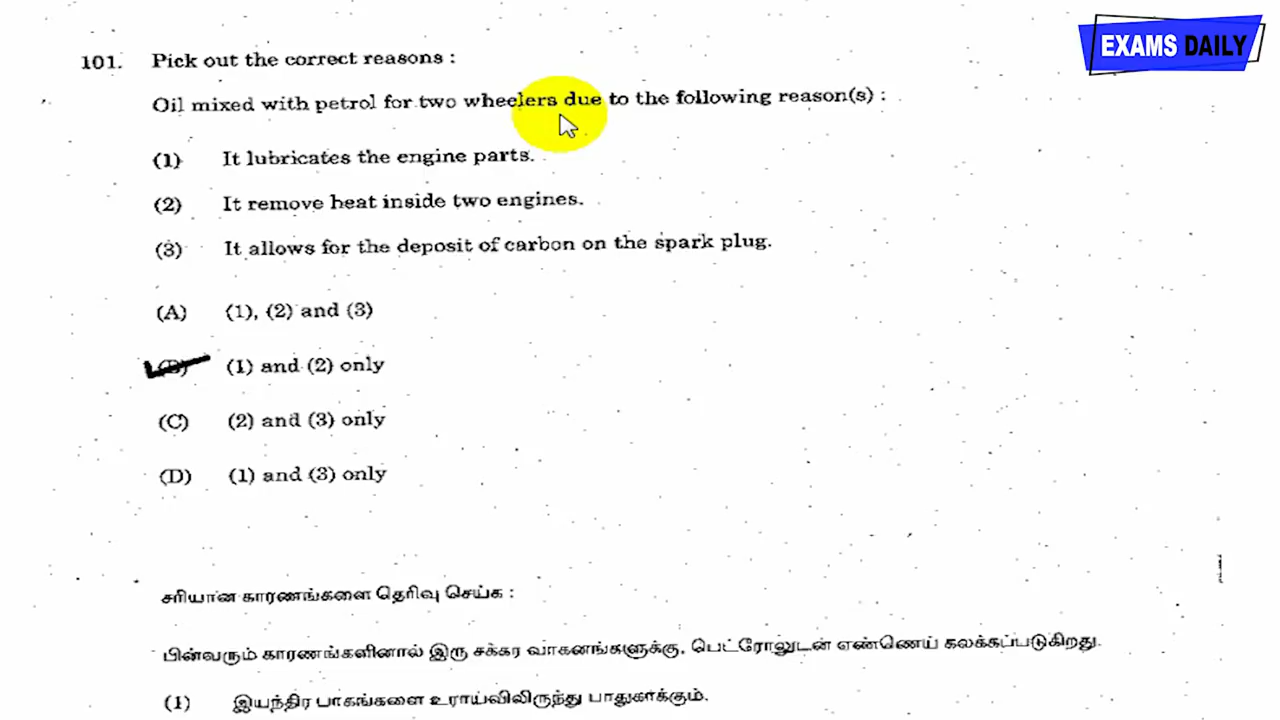 EXAMS DAILY
101. Pick out the correct reasons :
Oil mixed with petrol for two wheelers due to the following reason(s) :
(1) It lubricates the engine parts.
(2) It remove heat inside two engines.
(3) It allows for the deposit of carbon on the spark plug.
(A) (1), (2) and (3)
(B) (1) and (2) only
(C) (2) and (3) only
(D) (1) and (3) only
சரியான காரணங்களை தெரிவு செய்க :
பின்வரும் காரணங்களினால் இரு சக்கர வாகனங்களுக்கு, பெட்ரோலுடன் எண்ணெய் கலக்கப்படுகிறது.
(1) இயந்திர பாகங்களை உராய்விலிருந்து பாதுகாக்கும்.